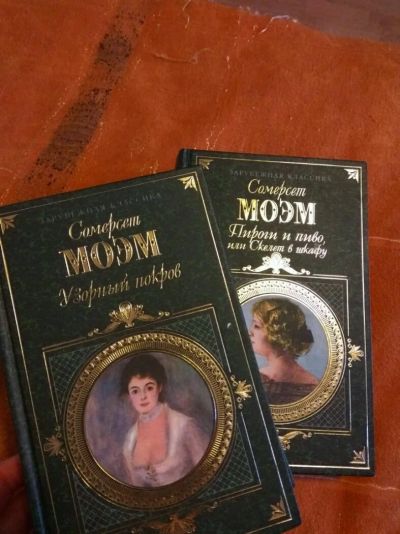 ЗАРУБЕЖНАЯ КЛАССИКА
Сомерсет
МОЭМ
Узорный покров
ЗАРУБЕЖНАЯ КЛАССИКА
Сомерсет
МОЭМ
Пироги и пиво,
или Скелет в шкафу